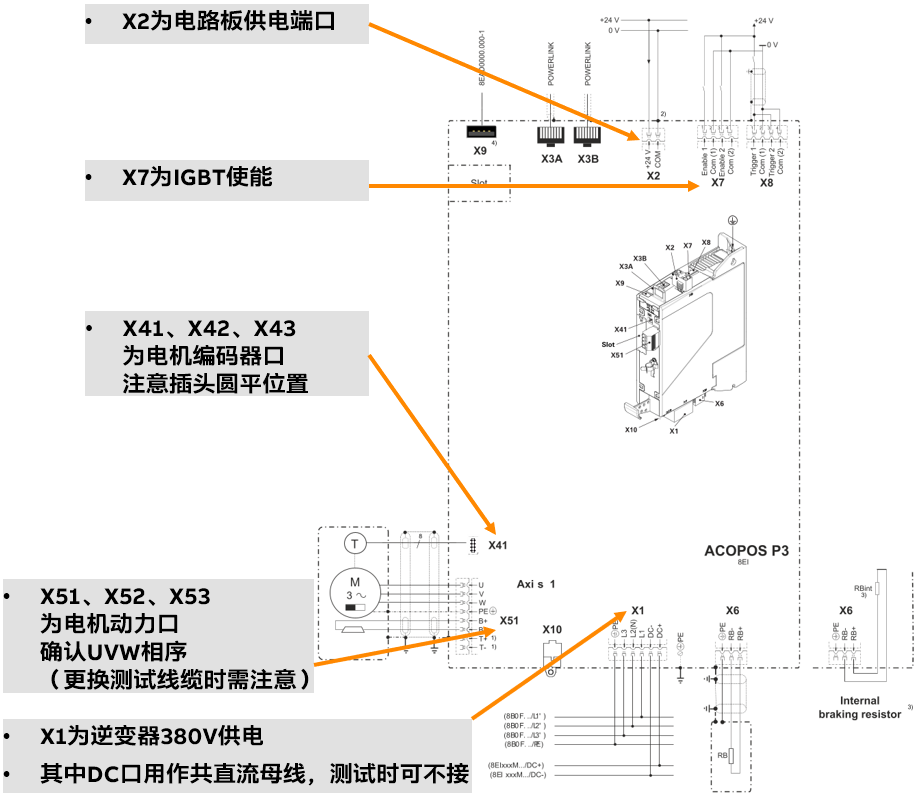 • X2为电路板供电端口
• X7为IGBT使能
• X41、X42、X43
为电机编码器口
注意插头圆平位置
• X51、X52、X53
为电机动力口
确认UVW相序
（更换测试线缆时需注意）
• X1为逆变器380V供电
• 其中DC口用作共直流母线，测试时可不接
+24 V
0 V
+24 V
0 V
POWERLINK
POWERLINK
2)
4)
X9
X3A
X3B
+24 V
COM
X2
Enable 1
Com (1)
Enable 2
Com (2)
X7
Trigger 1
Com (1)
Trigger 2
Com (2)
X8
Slot
X2
X7
X8
X3B
X3A
X9
X41
Slot
X51
X6
X10
X1
T
8
X41
M
3 ~
U
V
W
PE
B+
T+ 1)
T- 1)
Axi s 1
X51
ACOPOS P3
8EI
X10
X1
PE
L3
L2(N)
L1
DC-
DC+
PE
X6
PE
RB-
RB+
X6
PE
RB-
RB+
RBint
3)
Internal
braking resistor 3)
(8B0F. ../L1' )
(8B0F. ../L2' )
(8B0F. ../L3' )
(8B0F. ../PE)
(8EIxxxM.../DC+)
(8EI xxxM.../DC-)
RB